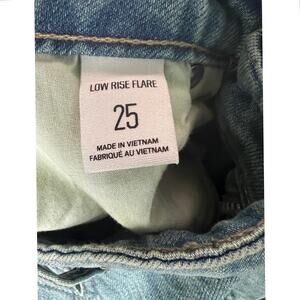 LOW RISE FLARE
25
MADE IN VIETNAM
FABRIQUÉ AU VIETNAM